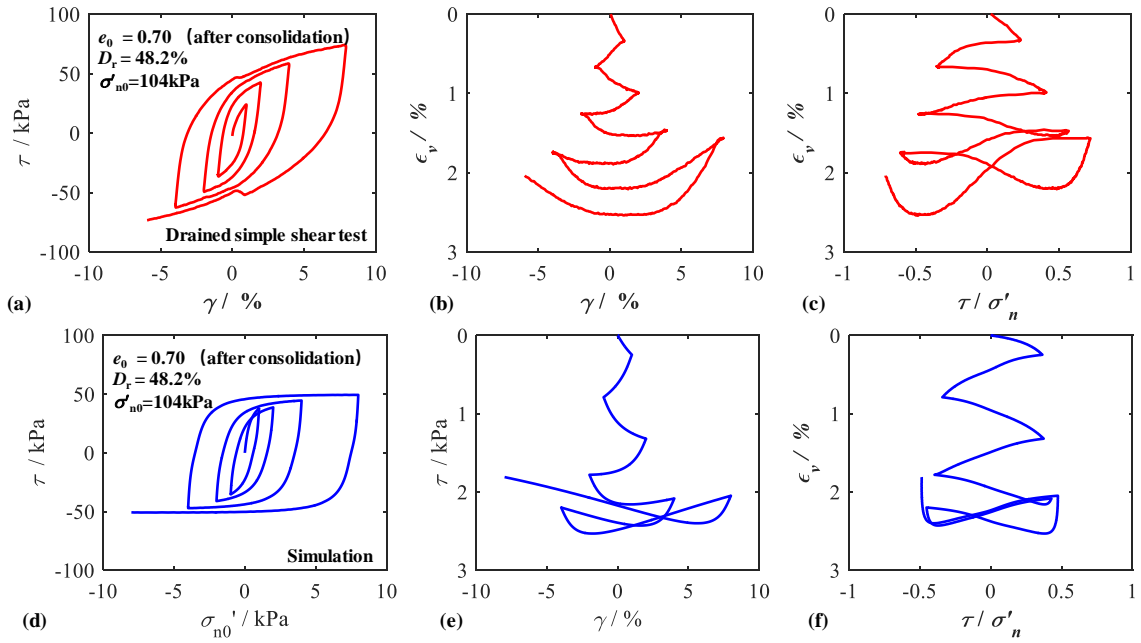 100
50
0
-50
-100
τ / kPa
e0 = 0.70 (after consolidation)
Dr = 48.2%
σ'n0=104kPa
Drained simple shear test
-10 -5 0 5 10
(a) γ / %
0
1
2
3
ϵv / %
-10 -5 0 5 10
(b) γ / %
0
1
2
3
ϵv / %
-1 -0.5 0 0.5 1
(c) τ / σ'n
100
50
0
-50
-100
τ / kPa
e0 = 0.70 (after consolidation)
Dr = 48.2%
σ'n0=104kPa
Simulation
-10 -5 0 5 10
(d) σn0' / kPa
0
1
2
3
τ / kPa
-10 -5 0 5 10
(e) γ / %
0
1
2
3
ϵv / %
-1 -0.5 0 0.5 1
(f) τ / σ'n